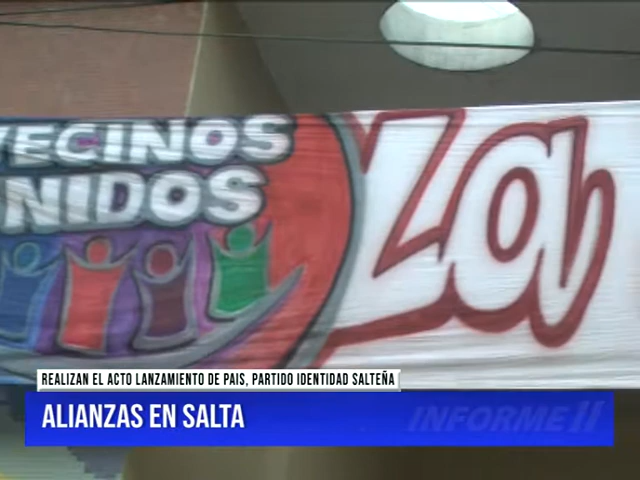 VECINOS
NIDOS
REALIZAN EL ACTO LANZAMIENTO DE PAIS, PARTIDO IDENTIDAD SALTEÑA
ALIANZAS EN SALTA
INFORME 11